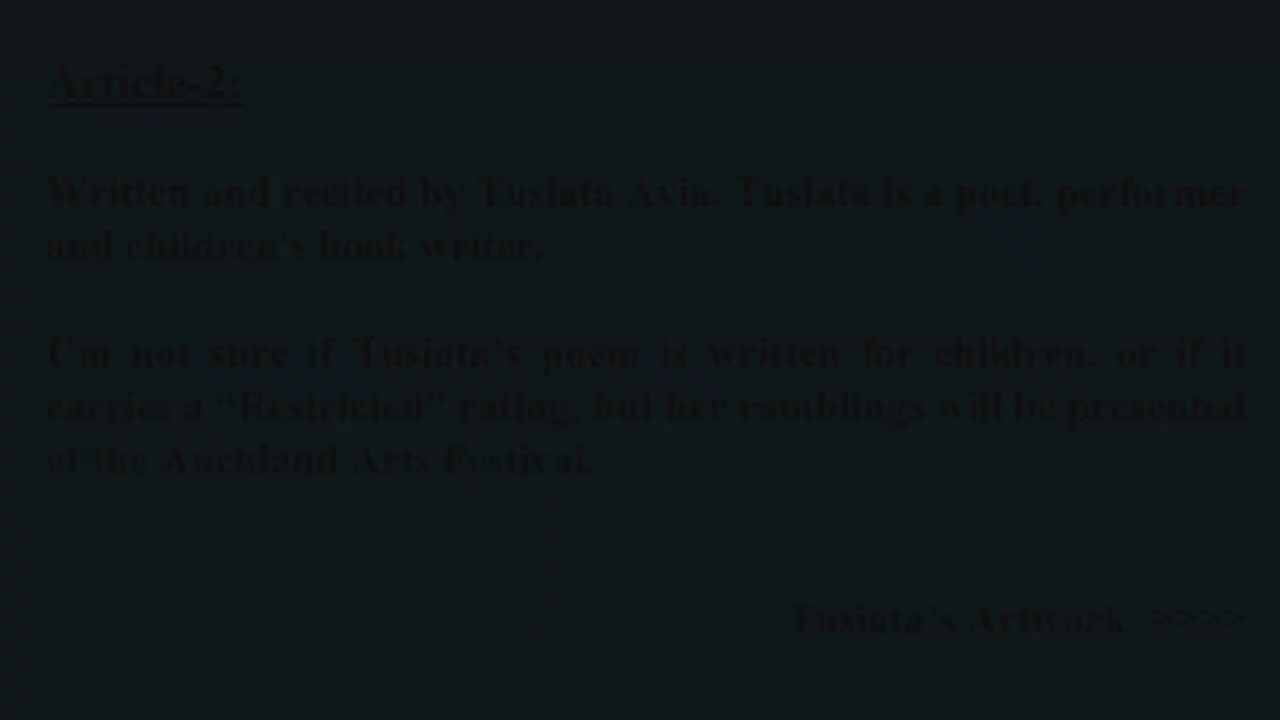 Article-2:
Written and recited by Tusiata Avia. Tusiata is a poet, performer
and children's book writer.
I'm not sure if Tusiata's poem is written for children, or if it
carries a "Restricted" rating, but her ramblings will be presented
at the Auckland Arts Festival.
Tusiata's Artwork >>>>